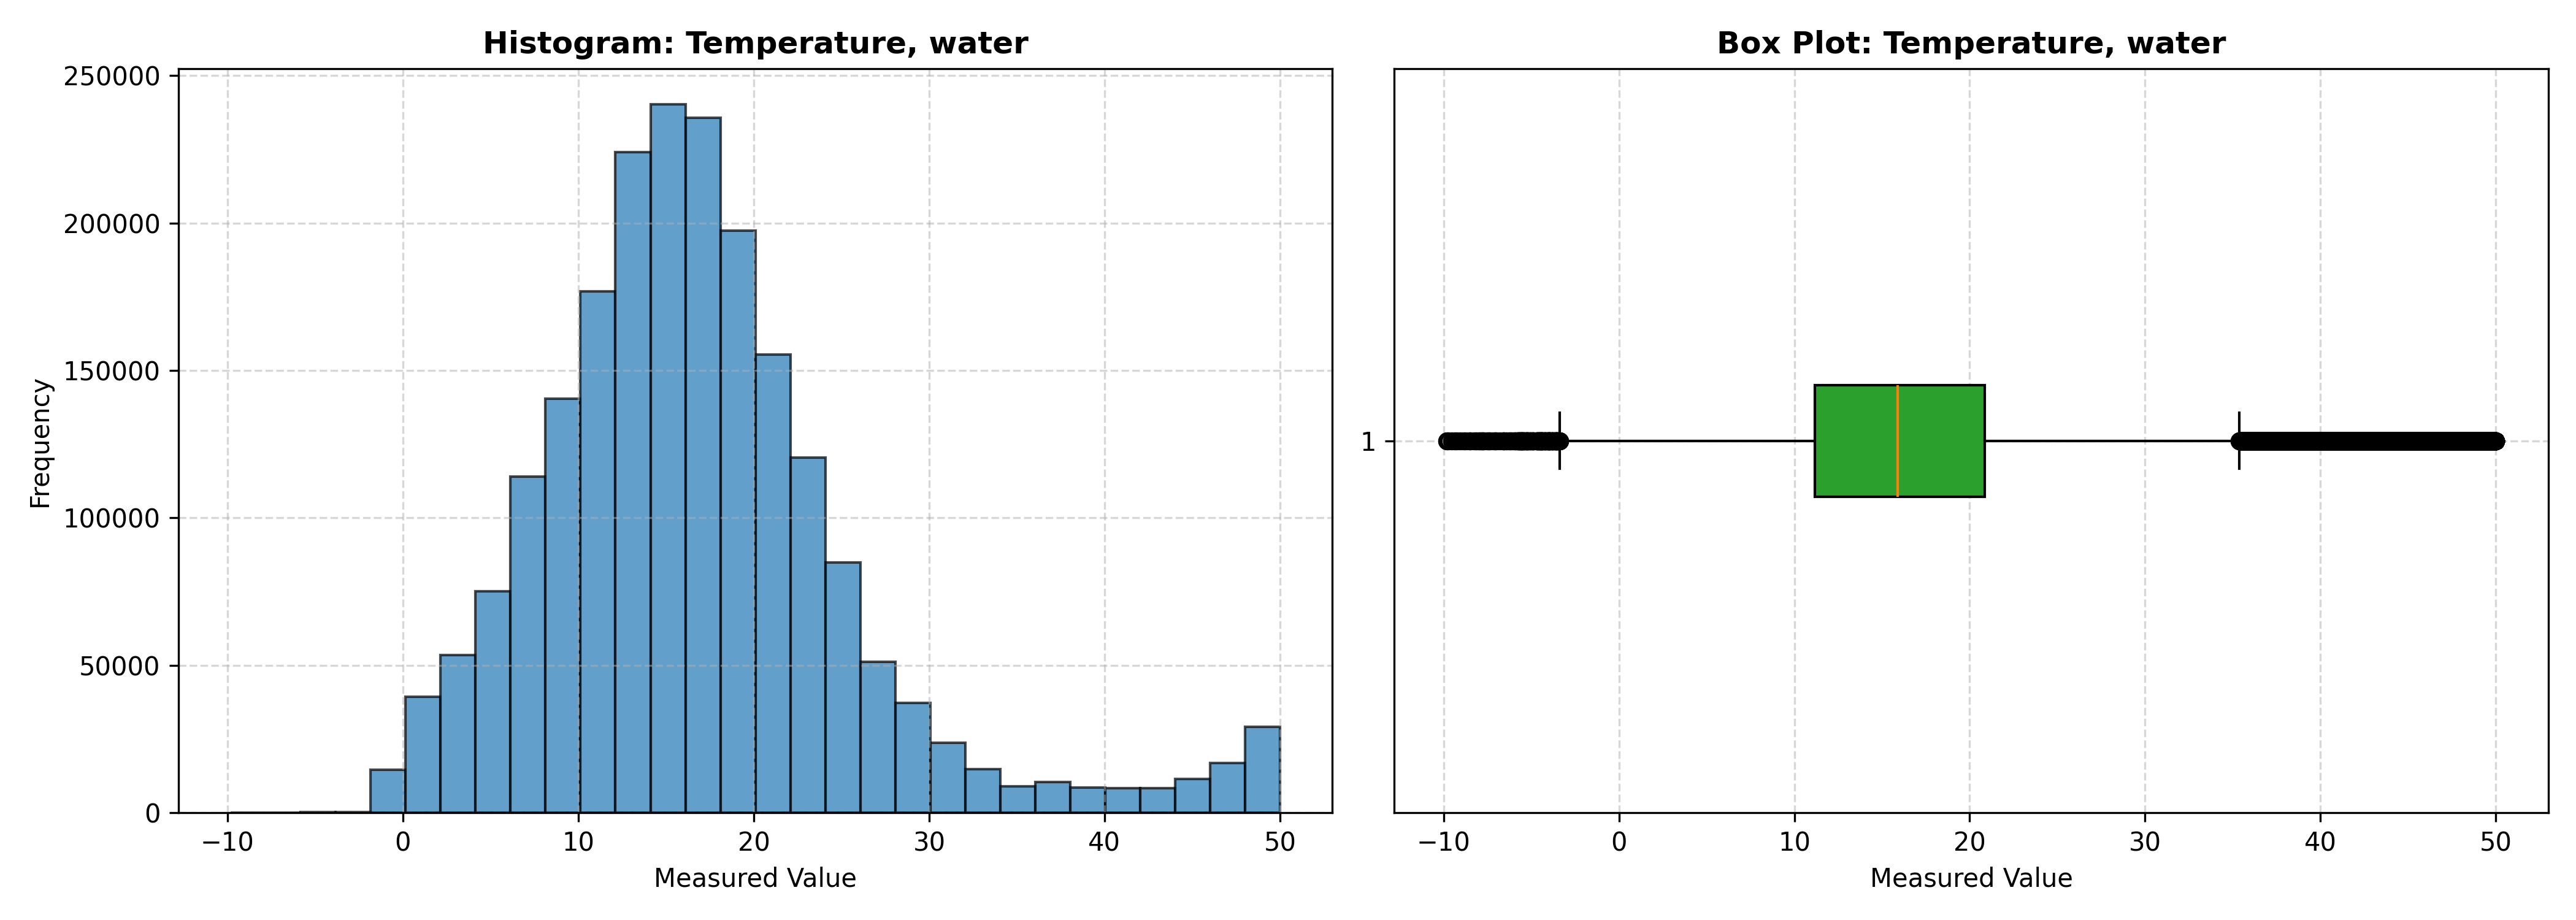 Histogram: Temperature, water
Frequency
250000
200000
150000
100000
50000
0
−10 0 10 20 30 40 50
Measured Value
Box Plot: Temperature, water
1
−10 0 10 20 30 40 50
Measured Value